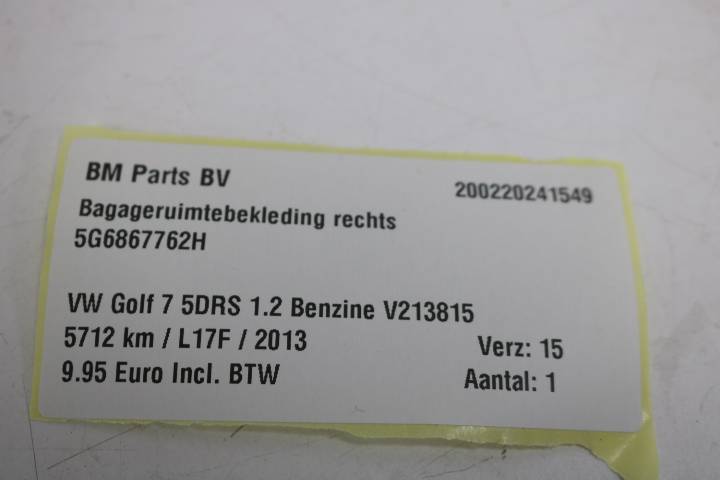 BM Parts BV
200220241549
Bagageruimtebekleding rechts
5G6867762H
VW Golf 7 5DRS 1.2 Benzine V213815
5712 km / L17F / 2013
Verz: 15
9.95 Euro Incl. BTW
Aantal: 1